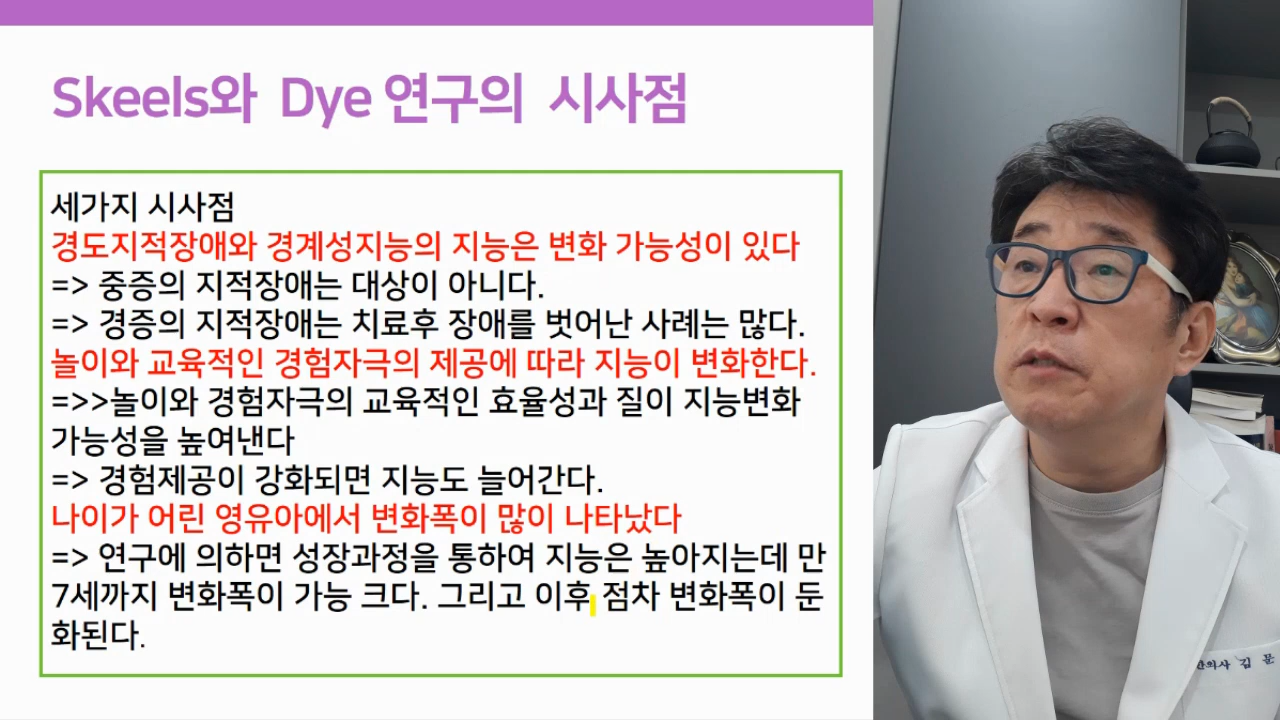 Skeels와 Dye 연구의 시사점
세가지 시사점
경도지적장애와 경계성지능의 지능은 변화 가능성이 있다
=> 중증의 지적장애는 대상이 아니다.
=> 경증의 지적장애는 치료후 장애를 벗어난 사례는 많다.
놀이와 교육적인 경험자극의 제공에 따라 지능이 변화한다.
=>>놀이와 경험자극의 교육적인 효율성과 질이 지능변화
가능성을 높여낸다
=> 경험제공이 강화되면 지능도 늘어간다.
나이가 어린 영유아에서 변화폭이 많이 나타났다
=> 연구에 의하면 성장과정을 통하여 지능은 높아지는데 만
7세까지 변화폭이 가능 크다. 그리고 이후 점차 변화폭이 둔
화된다.
한의사 김 문